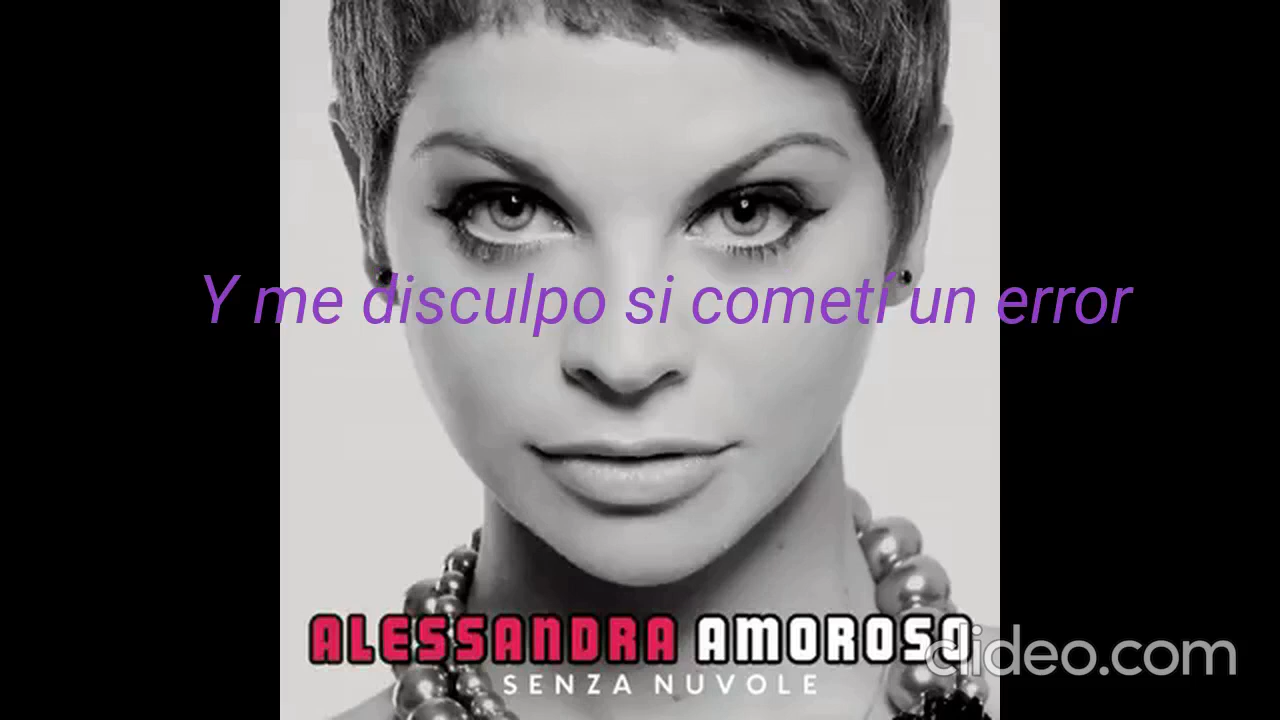 Y me disculpo si cometí un error
ALESSANDRA AMOROSO
SENZA NUVOLE
clideo.com